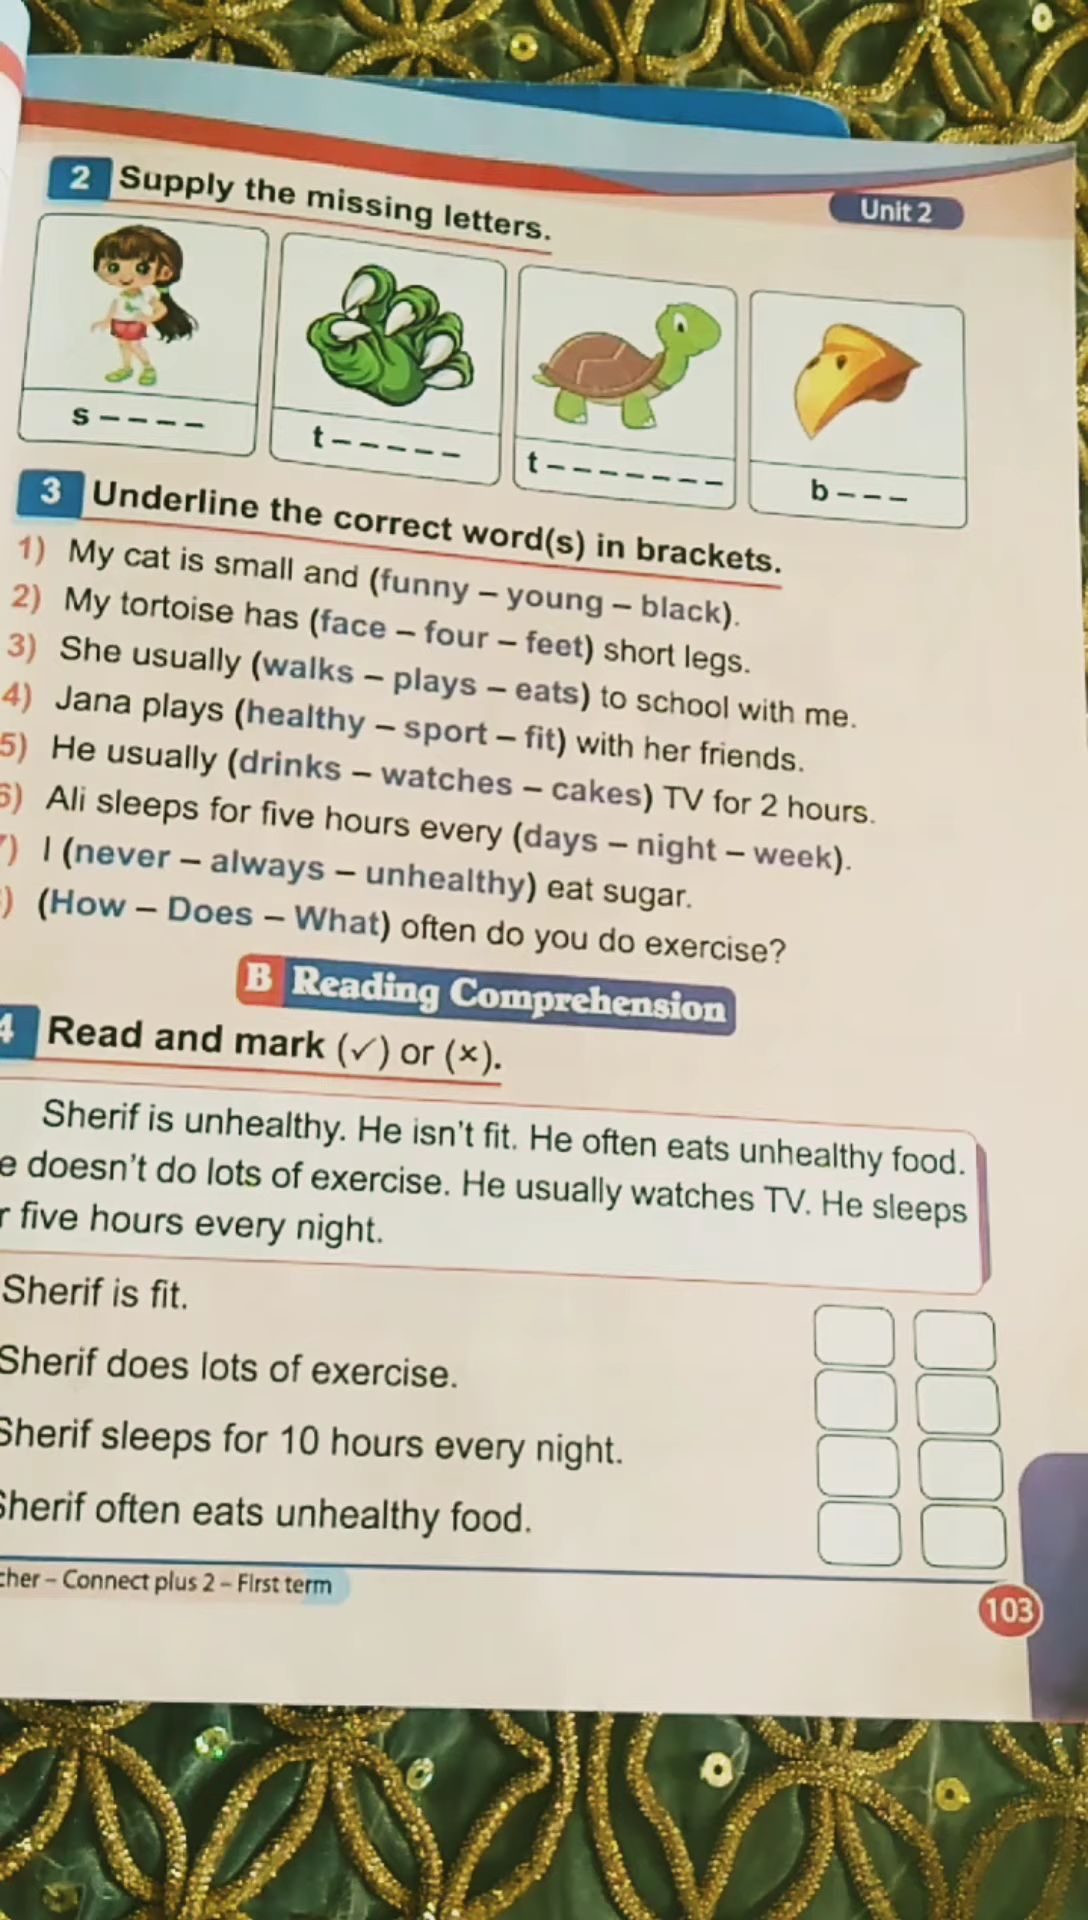 Unit 2
2 Supply the missing letters.
s – – – –
t – – – – –
t – – – – – – –
b – – –
3 Underline the correct word(s) in brackets.
1) My cat is small and (funny – young – black).
2) My tortoise has (face – four – feet) short legs.
3) She usually (walks – plays – eats) to school with me.
4) Jana plays (healthy – sport – fit) with her friends.
5) He usually (drinks – watches – cakes) TV for 2 hours.
6) Ali sleeps for five hours every (days – night – week).
) I (never – always – unhealthy) eat sugar.
) (How – Does – What) often do you do exercise?
B Reading Comprehension
4 Read and mark (✓) or (×).
Sherif is unhealthy. He isn't fit. He often eats unhealthy food.
e doesn't do lots of exercise. He usually watches TV. He sleeps
r five hours every night.
Sherif is fit.
Sherif does lots of exercise.
Sherif sleeps for 10 hours every night.
Sherif often eats unhealthy food.
cher – Connect plus 2 – First term
103